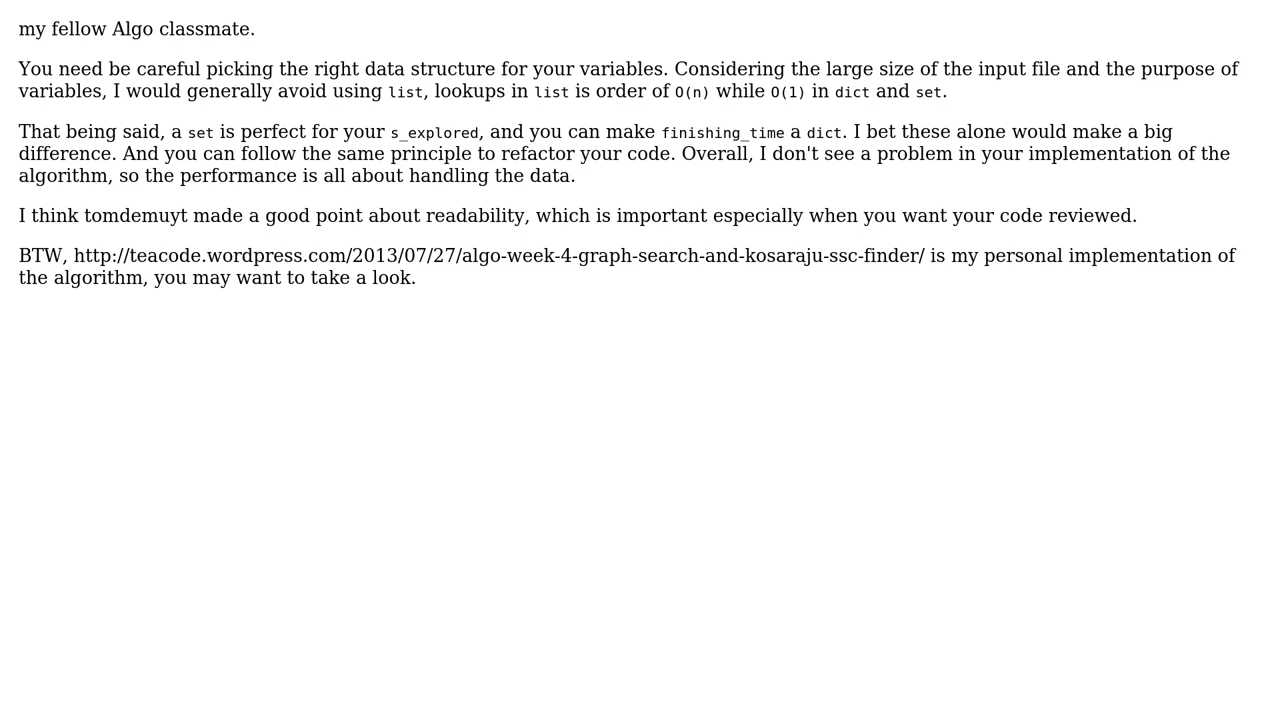 my fellow Algo classmate.
You need be careful picking the right data structure for your variables. Considering the large size of the input file and the purpose of
variables, I would generally avoid using list, lookups in list is order of O(n) while O(1) in dict and set.
That being said, a set is perfect for your s_explored, and you can make finishing_time a dict. I bet these alone would make a big
difference. And you can follow the same principle to refactor your code. Overall, I don't see a problem in your implementation of the
algorithm, so the performance is all about handling the data.
I think tomdemuyt made a good point about readability, which is important especially when you want your code reviewed.
BTW, http://teacode.wordpress.com/2013/07/27/algo-week-4-graph-search-and-kosaraju-ssc-finder/ is my personal implementation of
the algorithm, you may want to take a look.